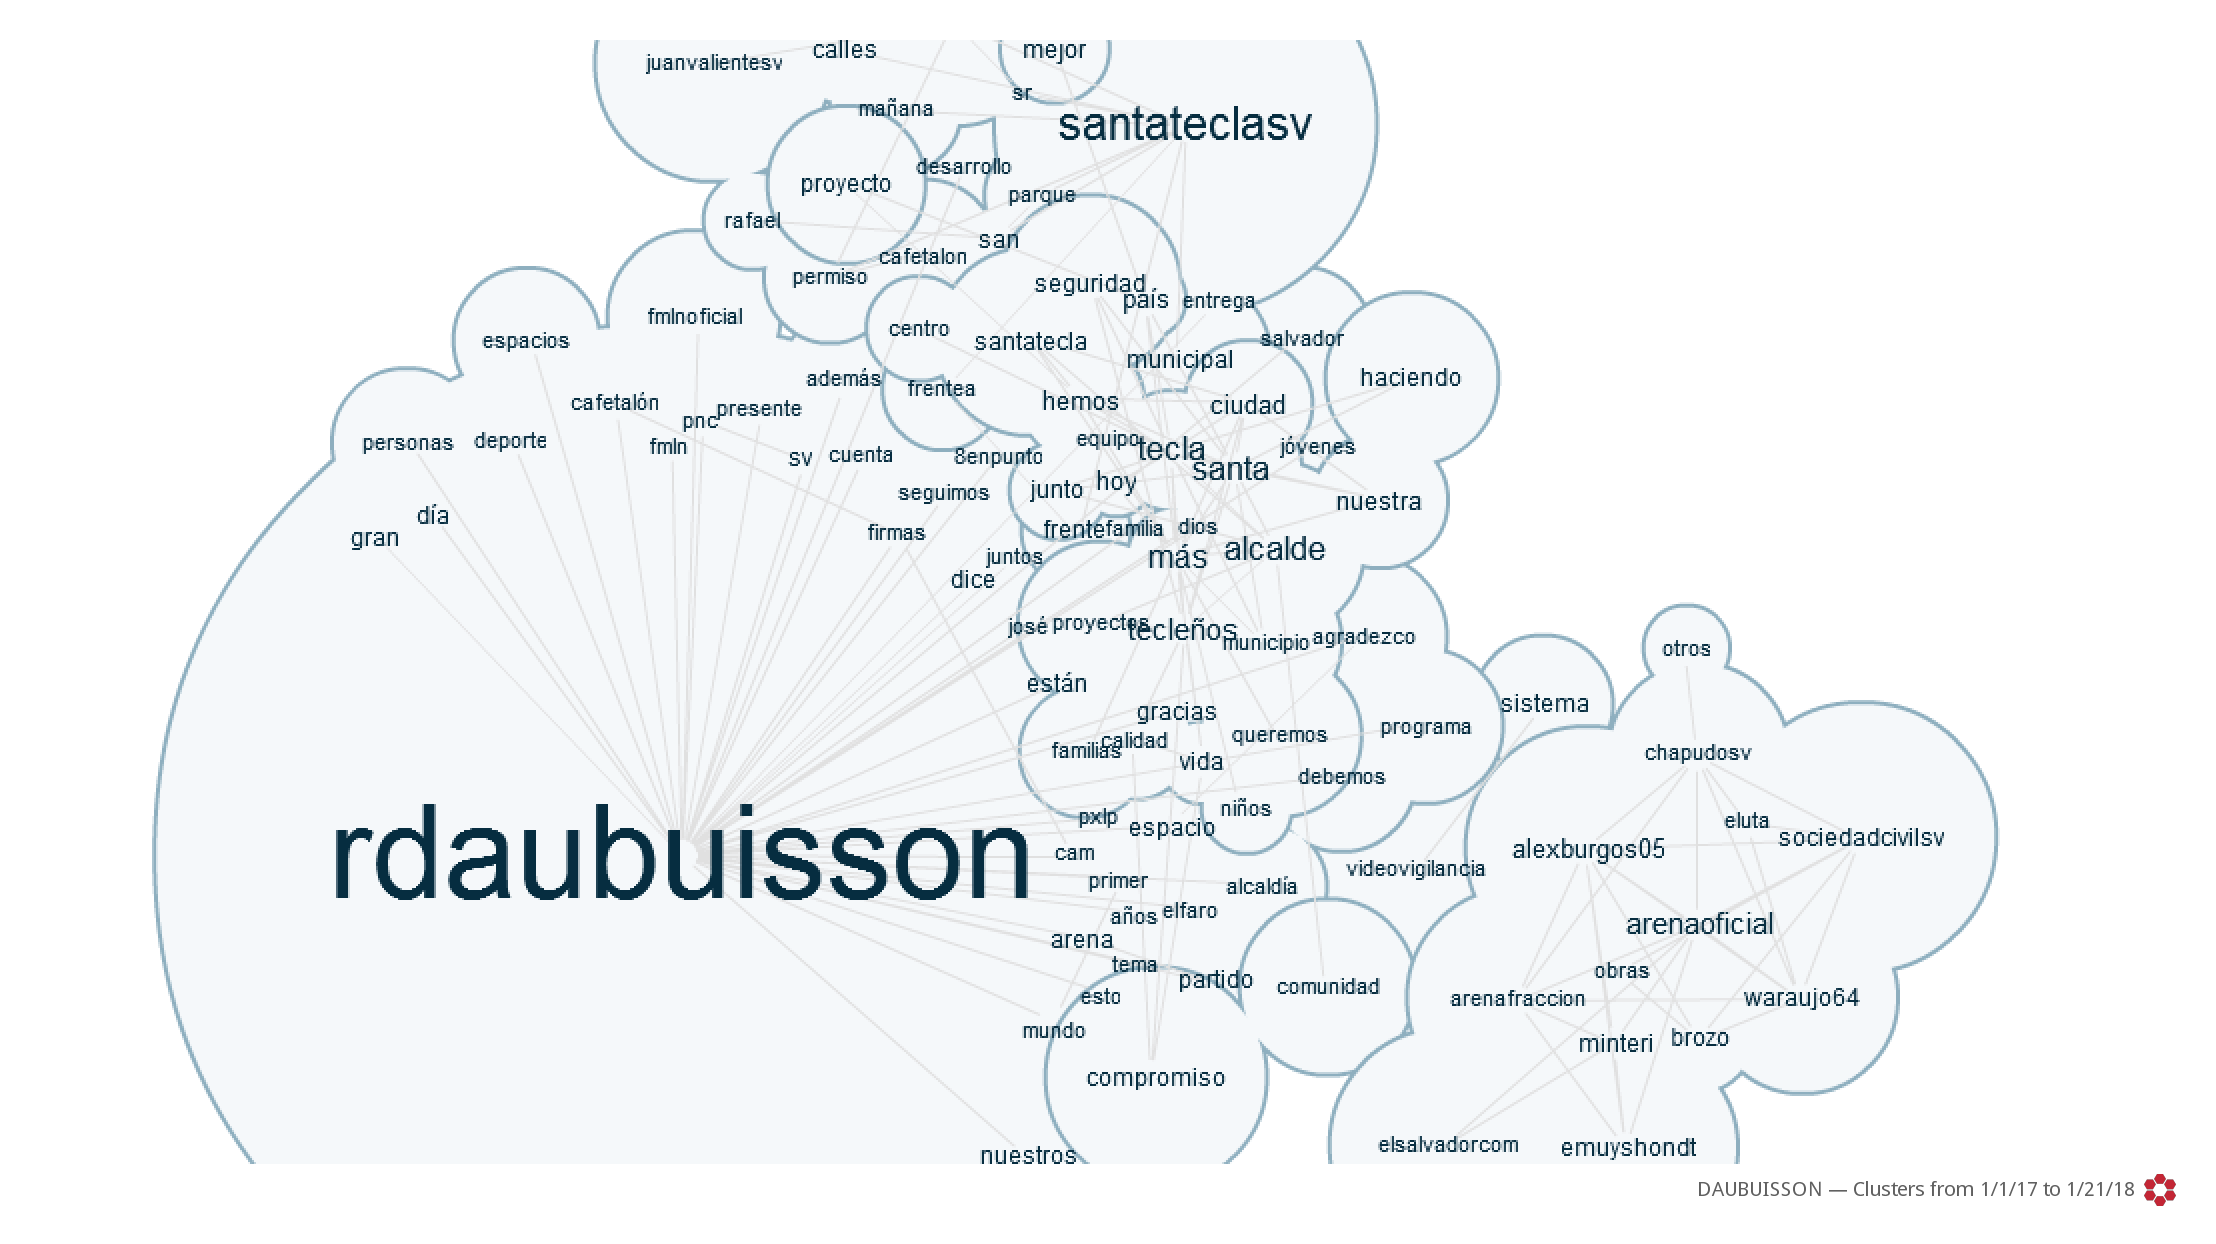 calles
mejor
juanvalientesv
sr
mañana
santateclasv
desarrollo
proyecto
parque
rafael
san
cafetalon
permiso
seguridad
país
entrega
fmlnoficial
centro
espacios
santatecla
salvador
municipal
además
frentea
haciendo
cafetalón
presente
pnc
hemos
ciudad
personas
deporte
fmln
sv
cuenta
8enpunto
equipo
tecla
jóvenes
santa
seguimos
junto
hoy
nuestra
día
gran
firmas
frente
familia
dios
juntos
más
alcalde
dice
josé
proyectos
tecleños
municipio
agradezco
otros
están
sistema
gracias
familias
calidad
queremos
programa
chapudosv
vida
debemos
niños
pxlp
espacio
eluta
sociedadcivilsv
rdaubuisson
cam
alexburgos05
primer
alcaldía
videovigilancia
años
elfaro
arenaoficial
arena
tema
partido
comunidad
obras
esto
arenafraccion
waraujo64
mundo
minteri
brozo
compromiso
nuestros
elsalvadorcom
emuyshondt
DAUBUISSON — Clusters from 1/1/17 to 1/21/18